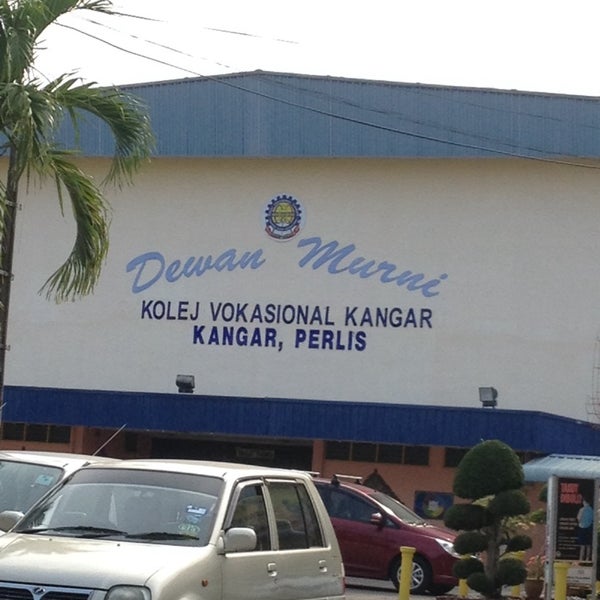 Dewan Murni
KOLEJ VOKASIONAL KANGAR
KANGAR, PERLIS